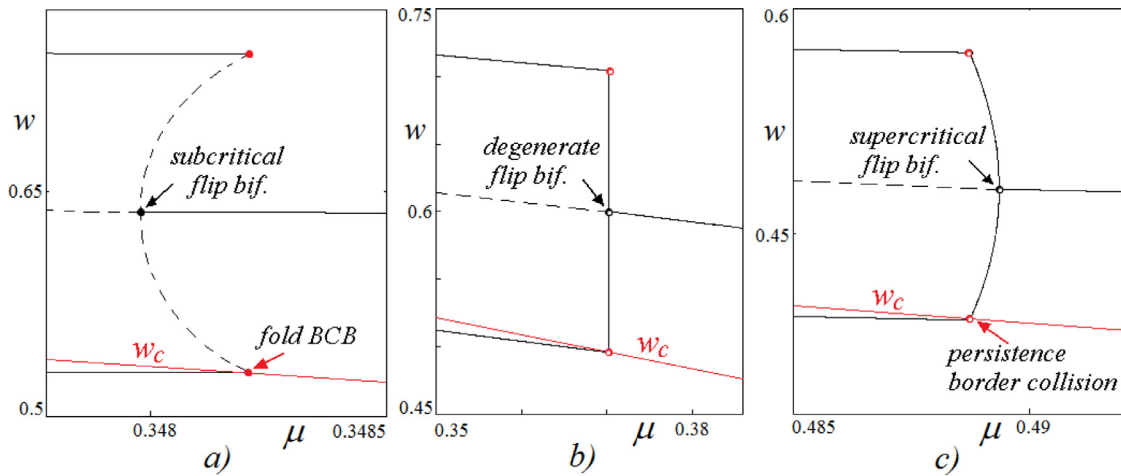 w
0.65
0.5
subcritical
flip bif.
w_c
fold BCB
0.348
μ
0.3485
a)
0.75
w
0.6
0.45
degenerate
flip bif.
w_c
0.35
μ
0.38
b)
0.6
w
0.45
supercritical
flip bif.
w_c
persistence
border collision
0.485
μ
0.49
c)